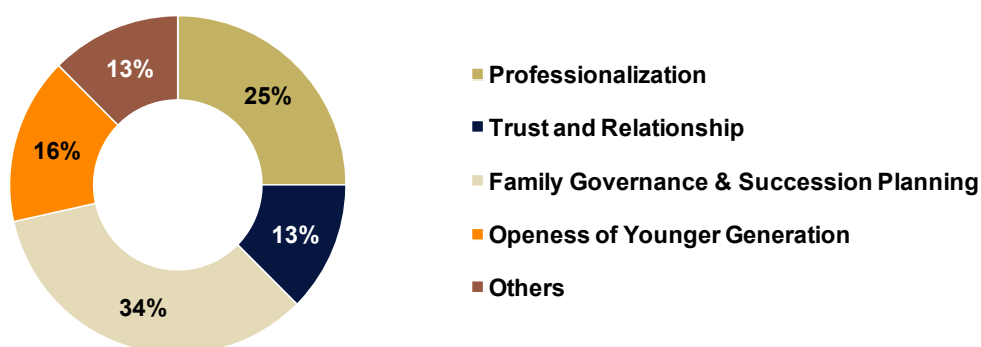 13%
25%
16%
13%
34%
Professionalization
Trust and Relationship
Family Governance & Succession Planning
Openess of Younger Generation
Others